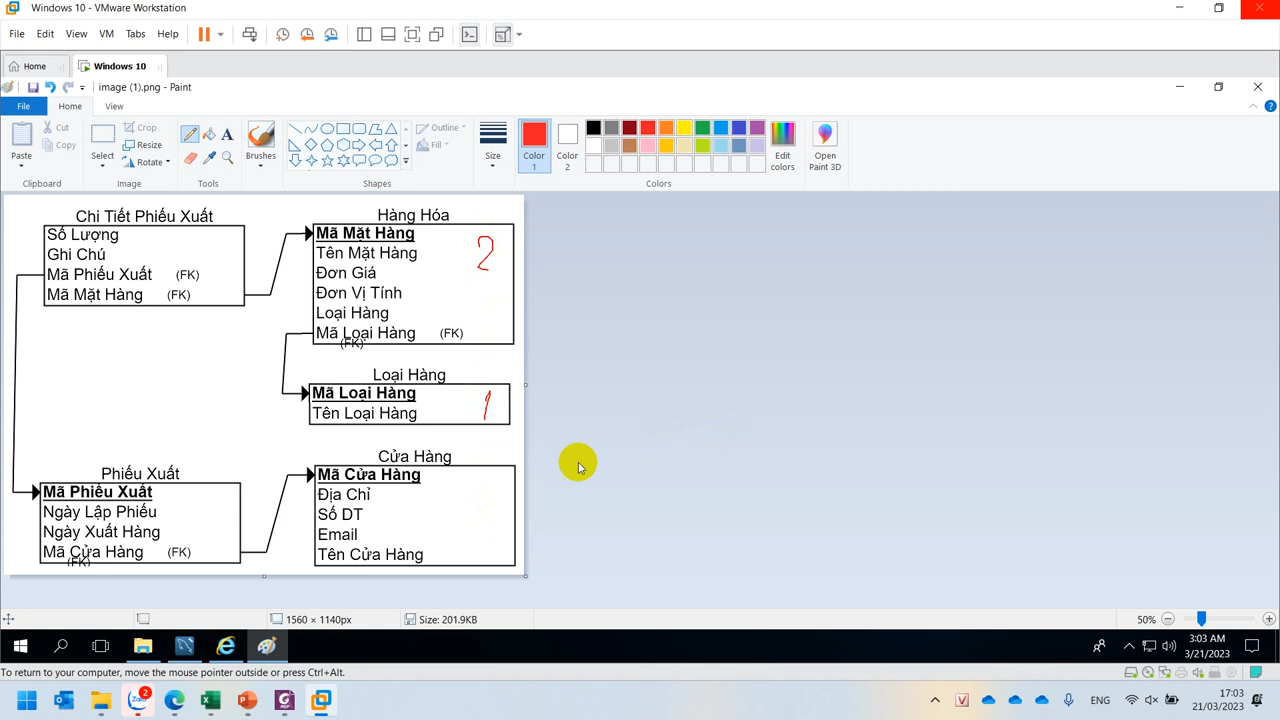 Windows 10 - VMware Workstation
File Edit View VM Tabs Help
Home Windows 10
image (1).png - Paint
File Home View
Paste Cut Copy
Select Crop Resize Rotate
Brushes
Outline Fill
Size
Color 1
Color 2
Edit colors
Open Paint 3D
Clipboard Image Tools Shapes Colors
Chi Tiết Phiếu Xuất
Số Lượng
Ghi Chú
Mã Phiếu Xuất (FK)
Mã Mặt Hàng (FK)
Hàng Hóa
Mã Mặt Hàng
2
Tên Mặt Hàng
Đơn Giá
Đơn Vị Tính
Loại Hàng
Mã Loại Hàng (FK)
(FK)
Loại Hàng
Mã Loại Hàng
1
Tên Loại Hàng
Phiếu Xuất
Mã Phiếu Xuất
Ngày Lập Phiếu
Ngày Xuất Hàng
Mã Cửa Hàng (FK)
(FK)
Cửa Hàng
Mã Cửa Hàng
Địa Chỉ
Số DT
Email
Tên Cửa Hàng
1560 × 1140px Size: 201.9KB 50%
3:03 AM
3/21/2023
To return to your computer, move the mouse pointer outside or press Ctrl+Alt.
Zalo 2
ENG
17:03
21/03/2023